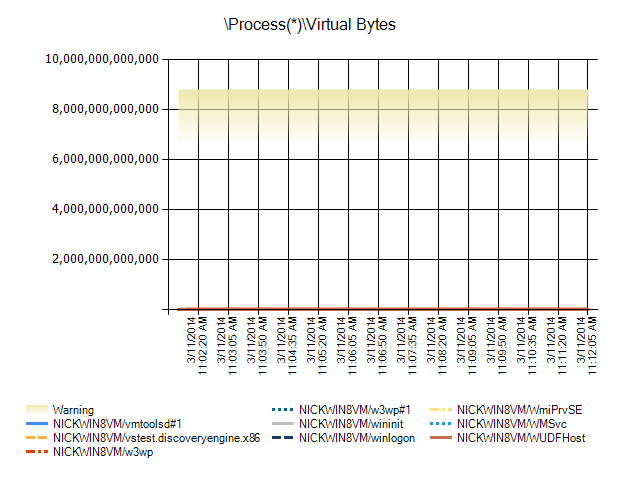 \Process(*)\Virtual Bytes
10,000,000,000,000
8,000,000,000,000
6,000,000,000,000
4,000,000,000,000
2,000,000,000,000
3/11/2014 11:02:20 AM
3/11/2014 11:03:05 AM
3/11/2014 11:03:50 AM
3/11/2014 11:04:35 AM
3/11/2014 11:05:20 AM
3/11/2014 11:06:05 AM
3/11/2014 11:06:50 AM
3/11/2014 11:07:35 AM
3/11/2014 11:08:20 AM
3/11/2014 11:09:05 AM
3/11/2014 11:09:50 AM
3/11/2014 11:10:35 AM
3/11/2014 11:11:20 AM
3/11/2014 11:12:05 AM
Warning
NICKWIN8VM/w3wp#1
NICKWIN8VM/WmiPrvSE
NICKWIN8VM/vmtoolsd#1
NICKWIN8VM/wininit
NICKWIN8VM/WMSvc
NICKWIN8VM/vstest.discoveryengine.x86
NICKWIN8VM/winlogon
NICKWIN8VM/WUDFHost
NICKWIN8VM/w3wp